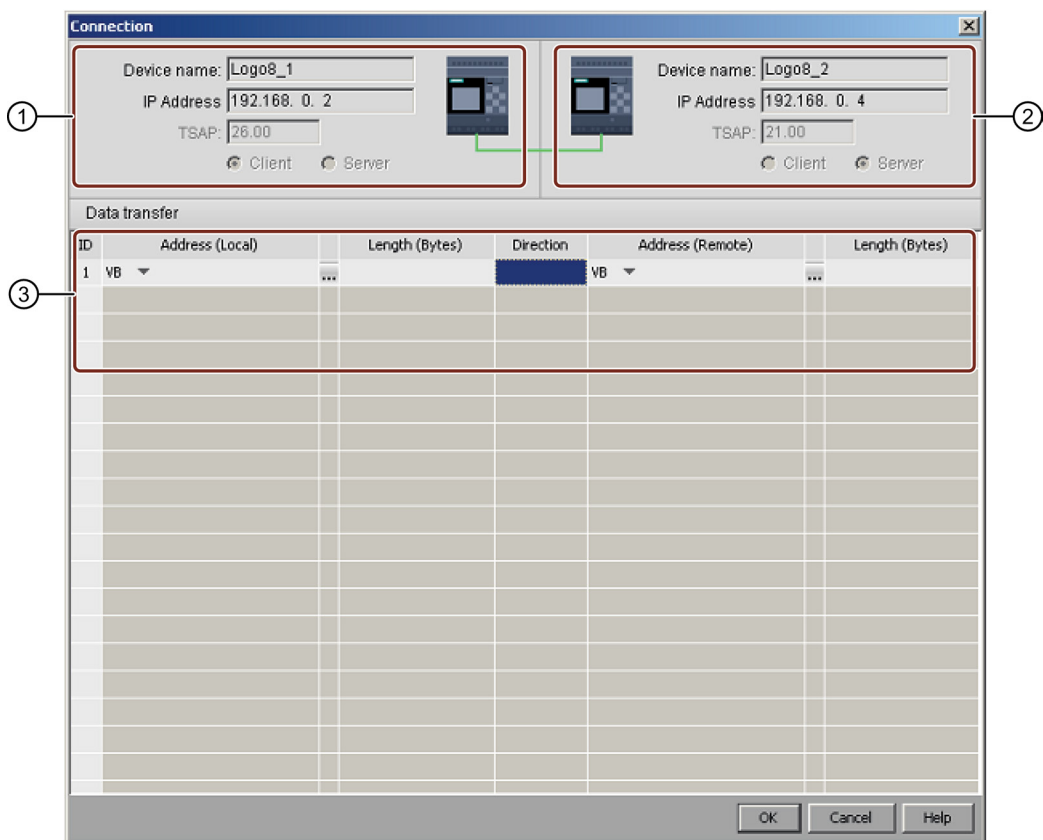 Connection
Device name: Logo8_1
IP Address 192.168. 0. 2
TSAP: 26.00
Client Server
1
Device name: Logo8_2
IP Address 192.168. 0. 4
TSAP: 21.00
Client Server
2
Data transfer
ID Address (Local) Length (Bytes) Direction Address (Remote) Length (Bytes)
1 VB ... VB ...
3
OK Cancel Help